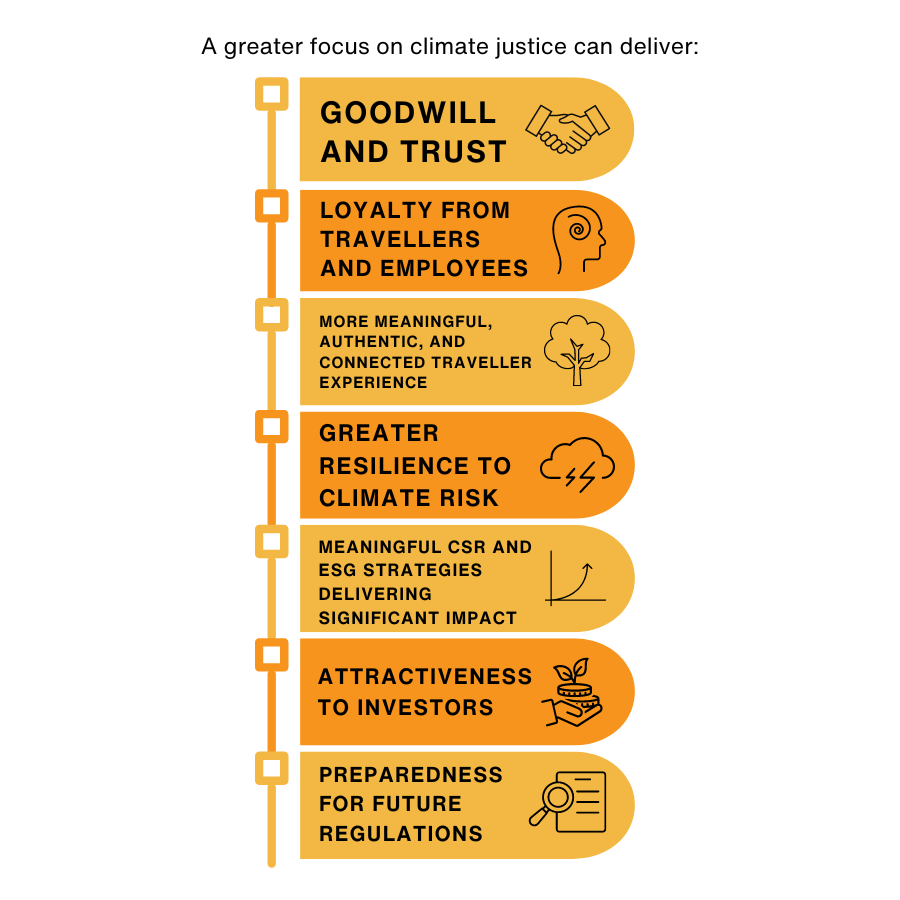 A greater focus on climate justice can deliver:
GOODWILL
AND TRUST
LOYALTY FROM
TRAVELLERS
AND EMPLOYEES
MORE MEANINGFUL,
AUTHENTIC, AND
CONNECTED TRAVELLER
EXPERIENCE
GREATER
RESILIENCE TO
CLIMATE RISK
MEANINGFUL CSR AND
ESG STRATEGIES
DELIVERING
SIGNIFICANT IMPACT
ATTRACTIVENESS
TO INVESTORS
PREPAREDNESS
FOR FUTURE
REGULATIONS